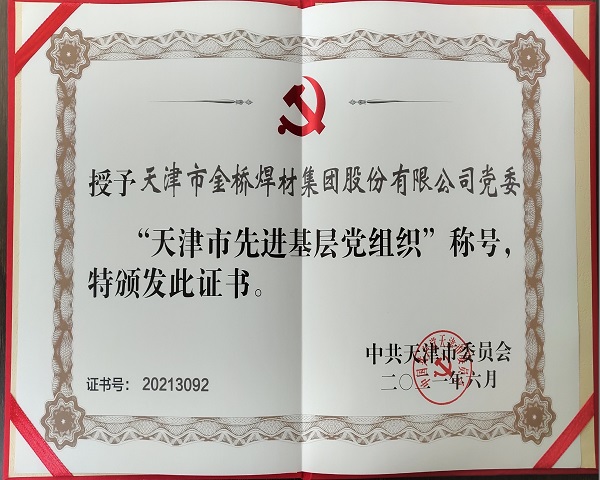 授予天津市金桥焊材集团股份有限公司党委
“天津市先进基层党组织”称号，
特颁发此证书。
中共天津市委员会
二〇二一年六月
证书号：20213092